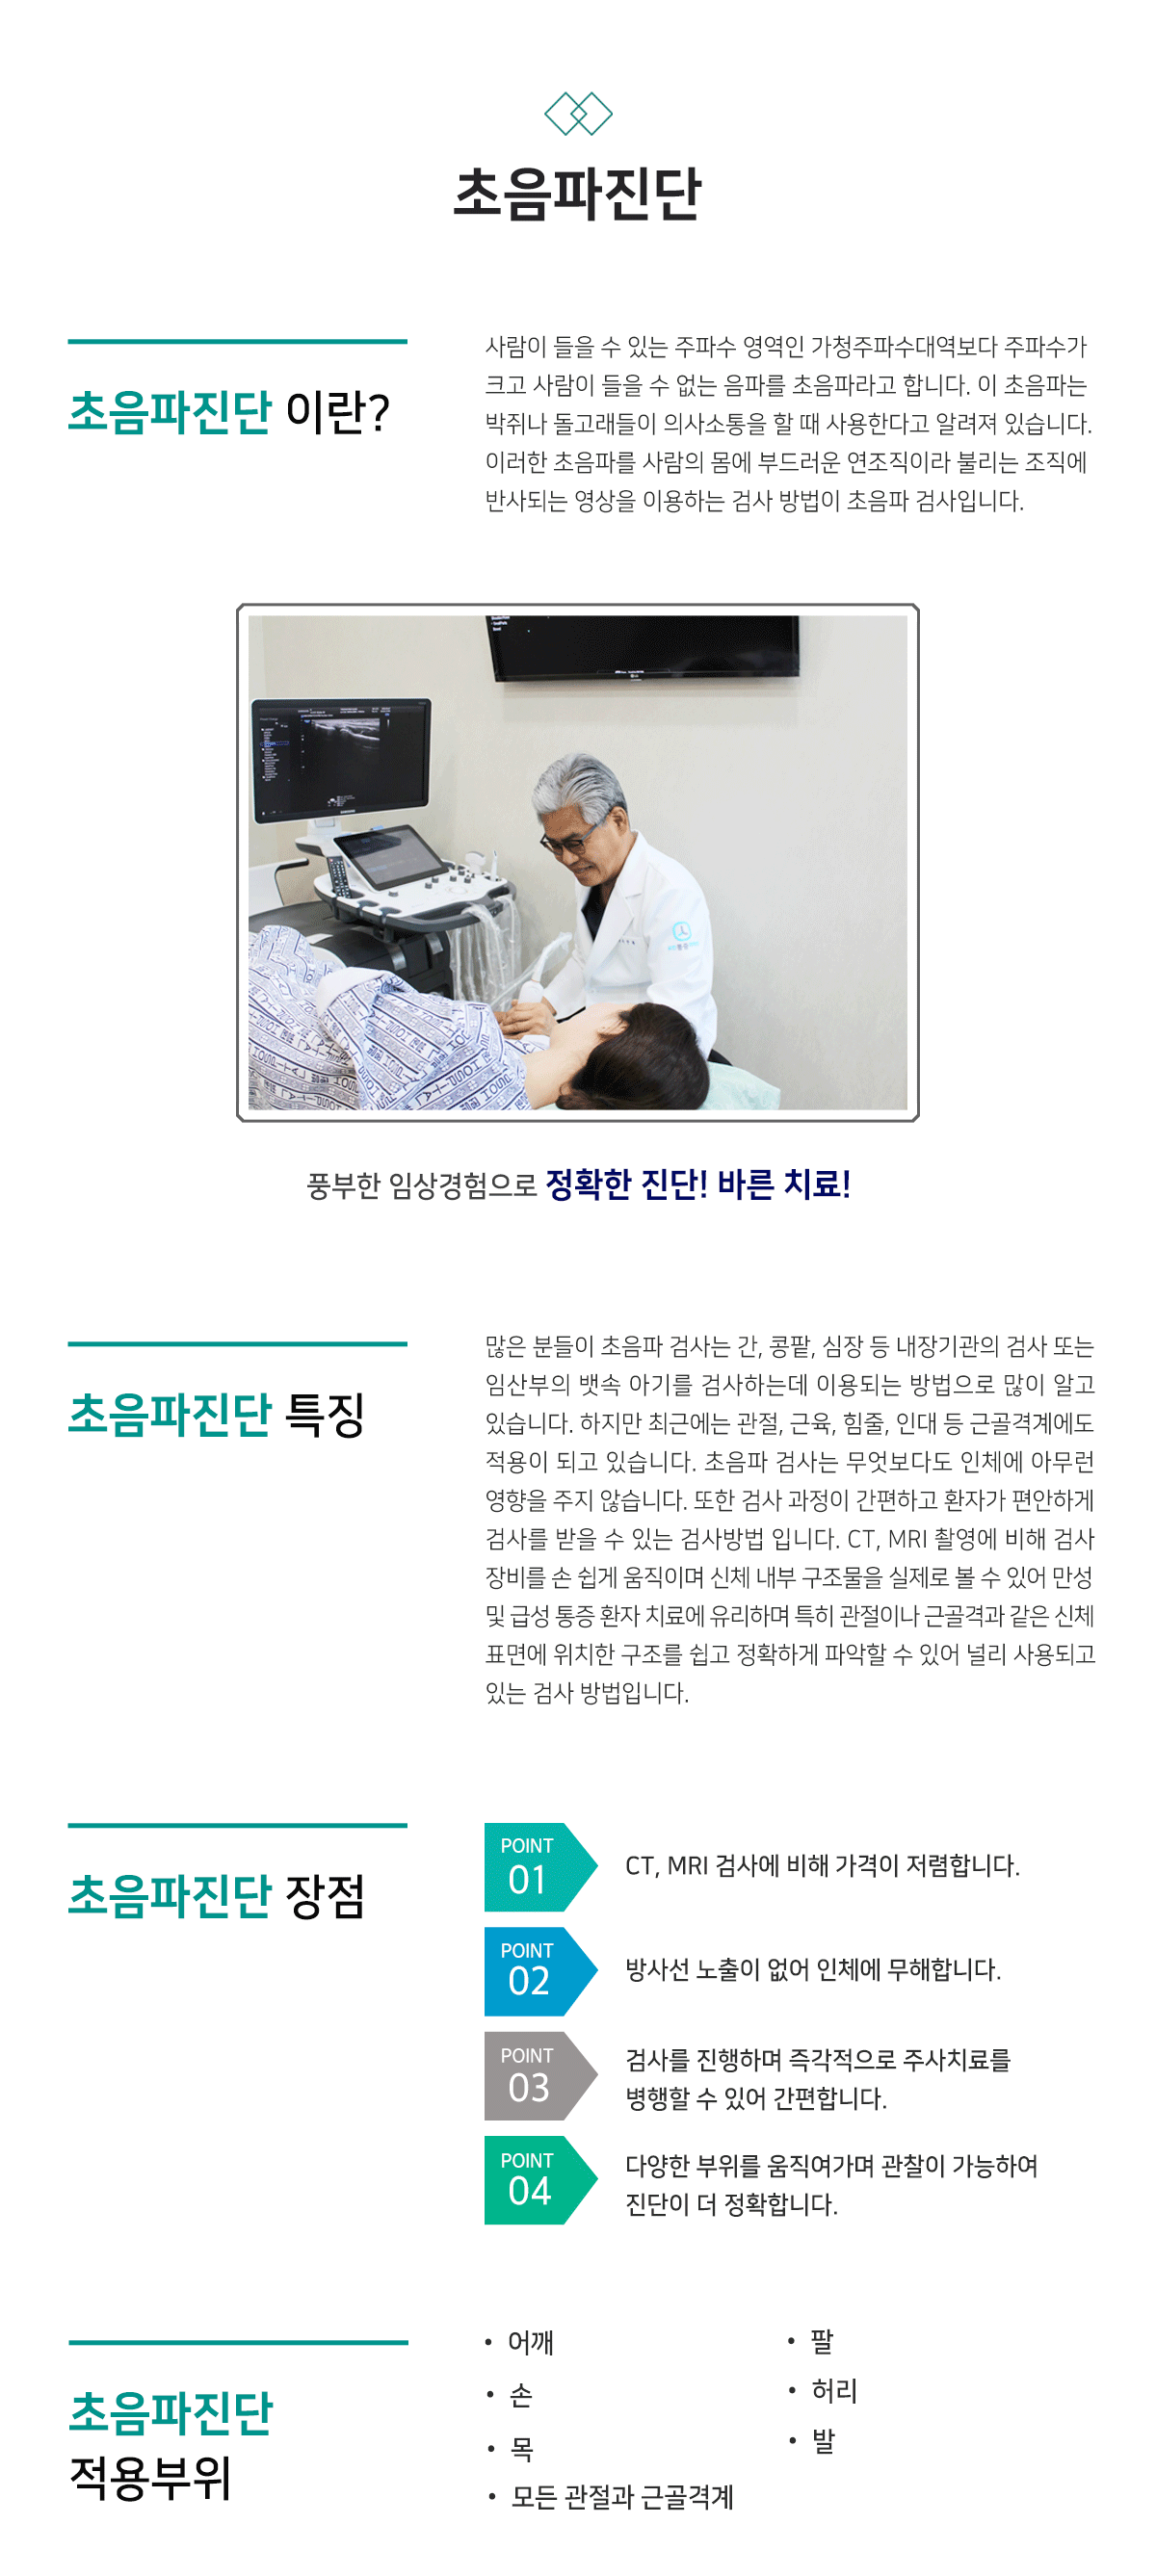 초음파진단
초음파진단 이란?
사람이 들을 수 있는 주파수 영역인 가청주파수대역보다 주파수가
크고 사람이 들을 수 없는 음파를 초음파라고 합니다. 이 초음파는
박쥐나 돌고래들이 의사소통을 할 때 사용한다고 알려져 있습니다.
이러한 초음파를 사람의 몸에 부드러운 연조직이라 불리는 조직에
반사되는 영상을 이용하는 검사 방법이 초음파 검사입니다.
풍부한 임상경험으로 정확한 진단! 바른 치료!
초음파진단 특징
많은 분들이 초음파 검사는 간, 콩팥, 심장 등 내장기관의 검사 또는
임산부의 뱃속 아기를 검사하는데 이용되는 방법으로 많이 알고
있습니다. 하지만 최근에는 관절, 근육, 힘줄, 인대 등 근골격계에도
적용이 되고 있습니다. 초음파 검사는 무엇보다도 인체에 아무런
영향을 주지 않습니다. 또한 검사 과정이 간편하고 환자가 편안하게
검사를 받을 수 있는 검사방법 입니다. CT, MRI 촬영에 비해 검사
장비를 손 쉽게 움직이며 신체 내부 구조물을 실제로 볼 수 있어 만성
및 급성 통증 환자 치료에 유리하며 특히 관절이나 근골격과 같은 신체
표면에 위치한 구조를 쉽고 정확하게 파악할 수 있어 널리 사용되고
있는 검사 방법입니다.
초음파진단 장점
POINT
01
CT, MRI 검사에 비해 가격이 저렴합니다.
POINT
02
방사선 노출이 없어 인체에 무해합니다.
POINT
03
검사를 진행하며 즉각적으로 주사치료를
병행할 수 있어 간편합니다.
POINT
04
다양한 부위를 움직여가며 관찰이 가능하여
진단이 더 정확합니다.
초음파진단
적용부위
• 어깨
• 손
• 목
• 모든 관절과 근골격계
• 팔
• 허리
• 발